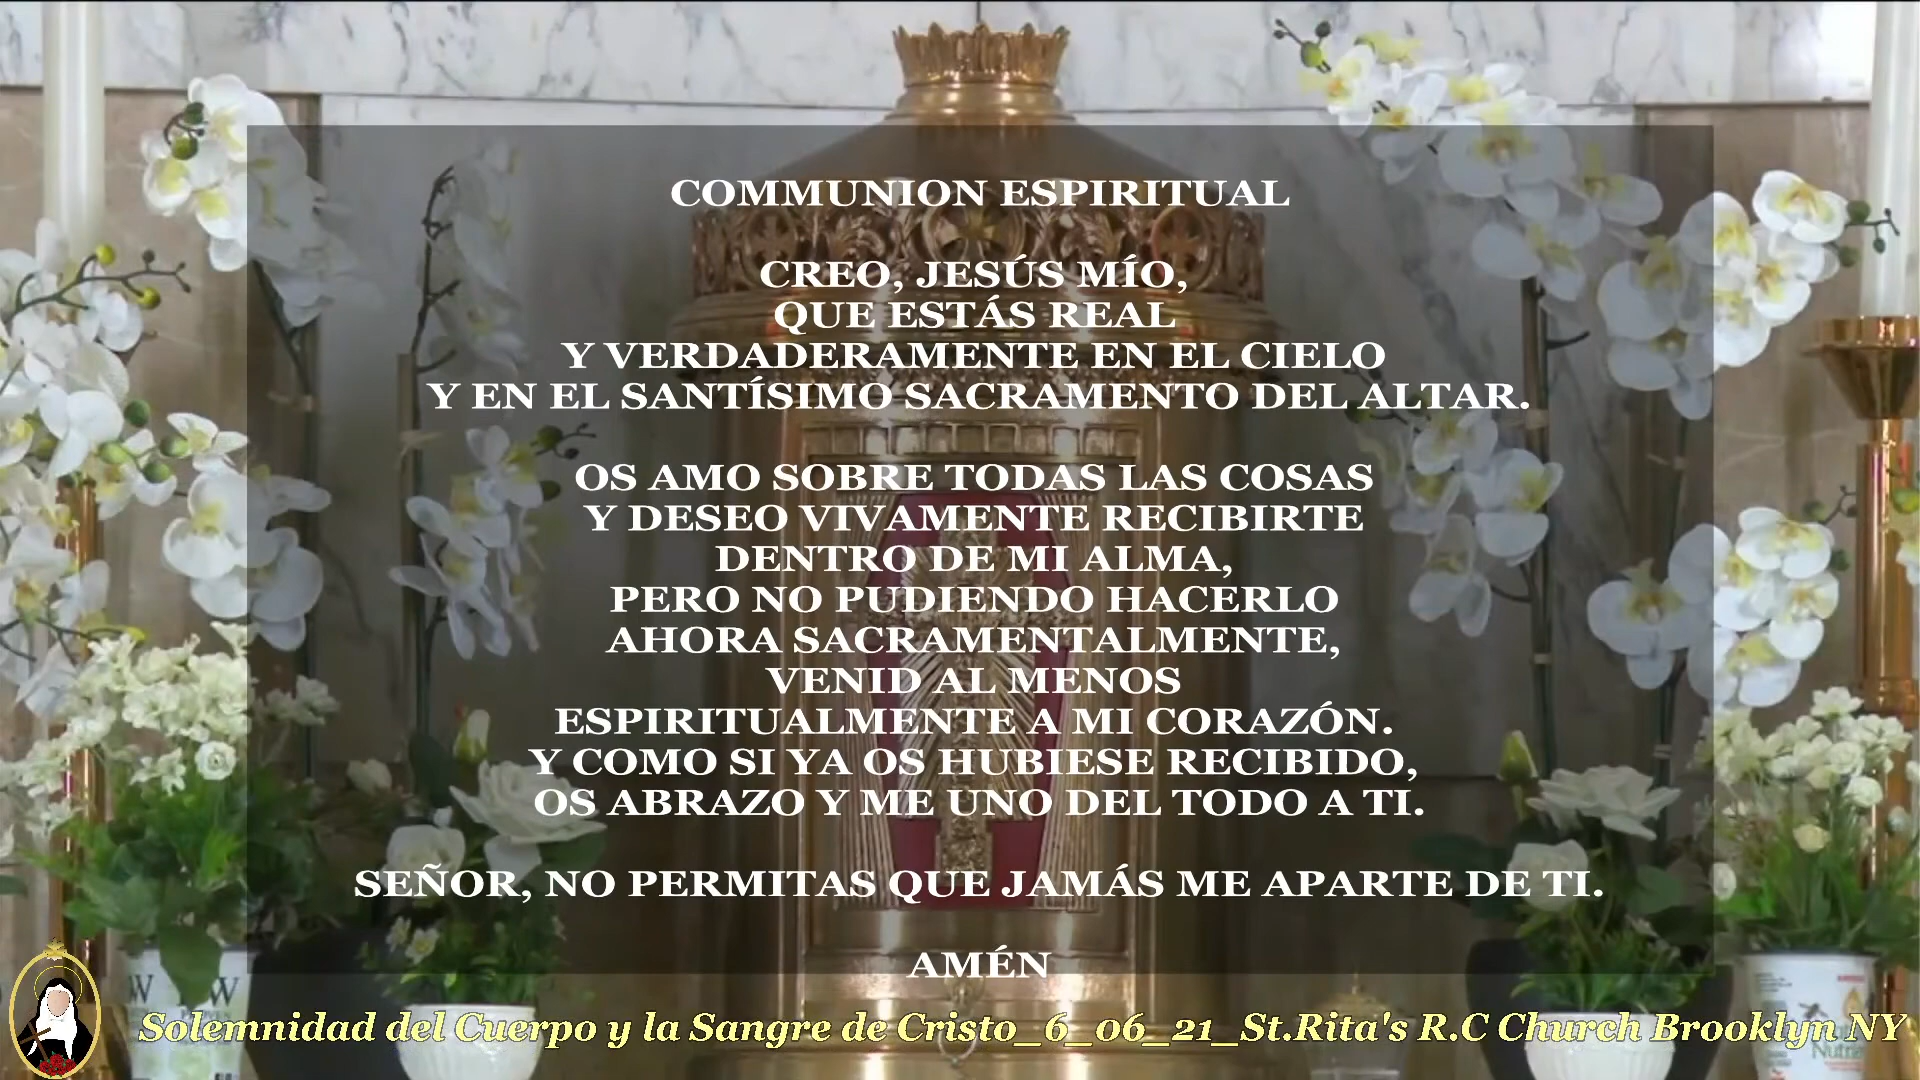 COMMUNION ESPIRITUAL
CREO, JESÚS MÍO,
QUE ESTÁS REAL
Y VERDADERAMENTE EN EL CIELO
Y EN EL SANTÍSIMO SACRAMENTO DEL ALTAR.
OS AMO SOBRE TODAS LAS COSAS
Y DESEO VIVAMENTE RECIBIRTE
DENTRO DE MI ALMA,
PERO NO PUDIENDO HACERLO
AHORA SACRAMENTALMENTE,
VENID AL MENOS
ESPIRITUALMENTE A MI CORAZÓN.
Y COMO SI YA OS HUBIESE RECIBIDO,
OS ABRAZO Y ME UNO DEL TODO A TI.
SEÑOR, NO PERMITAS QUE JAMÁS ME APARTE DE TI.
AMÉN
Solemnidad del Cuerpo y la Sangre de Cristo_6_06_21_St.Rita's R.C Church Brooklyn NY